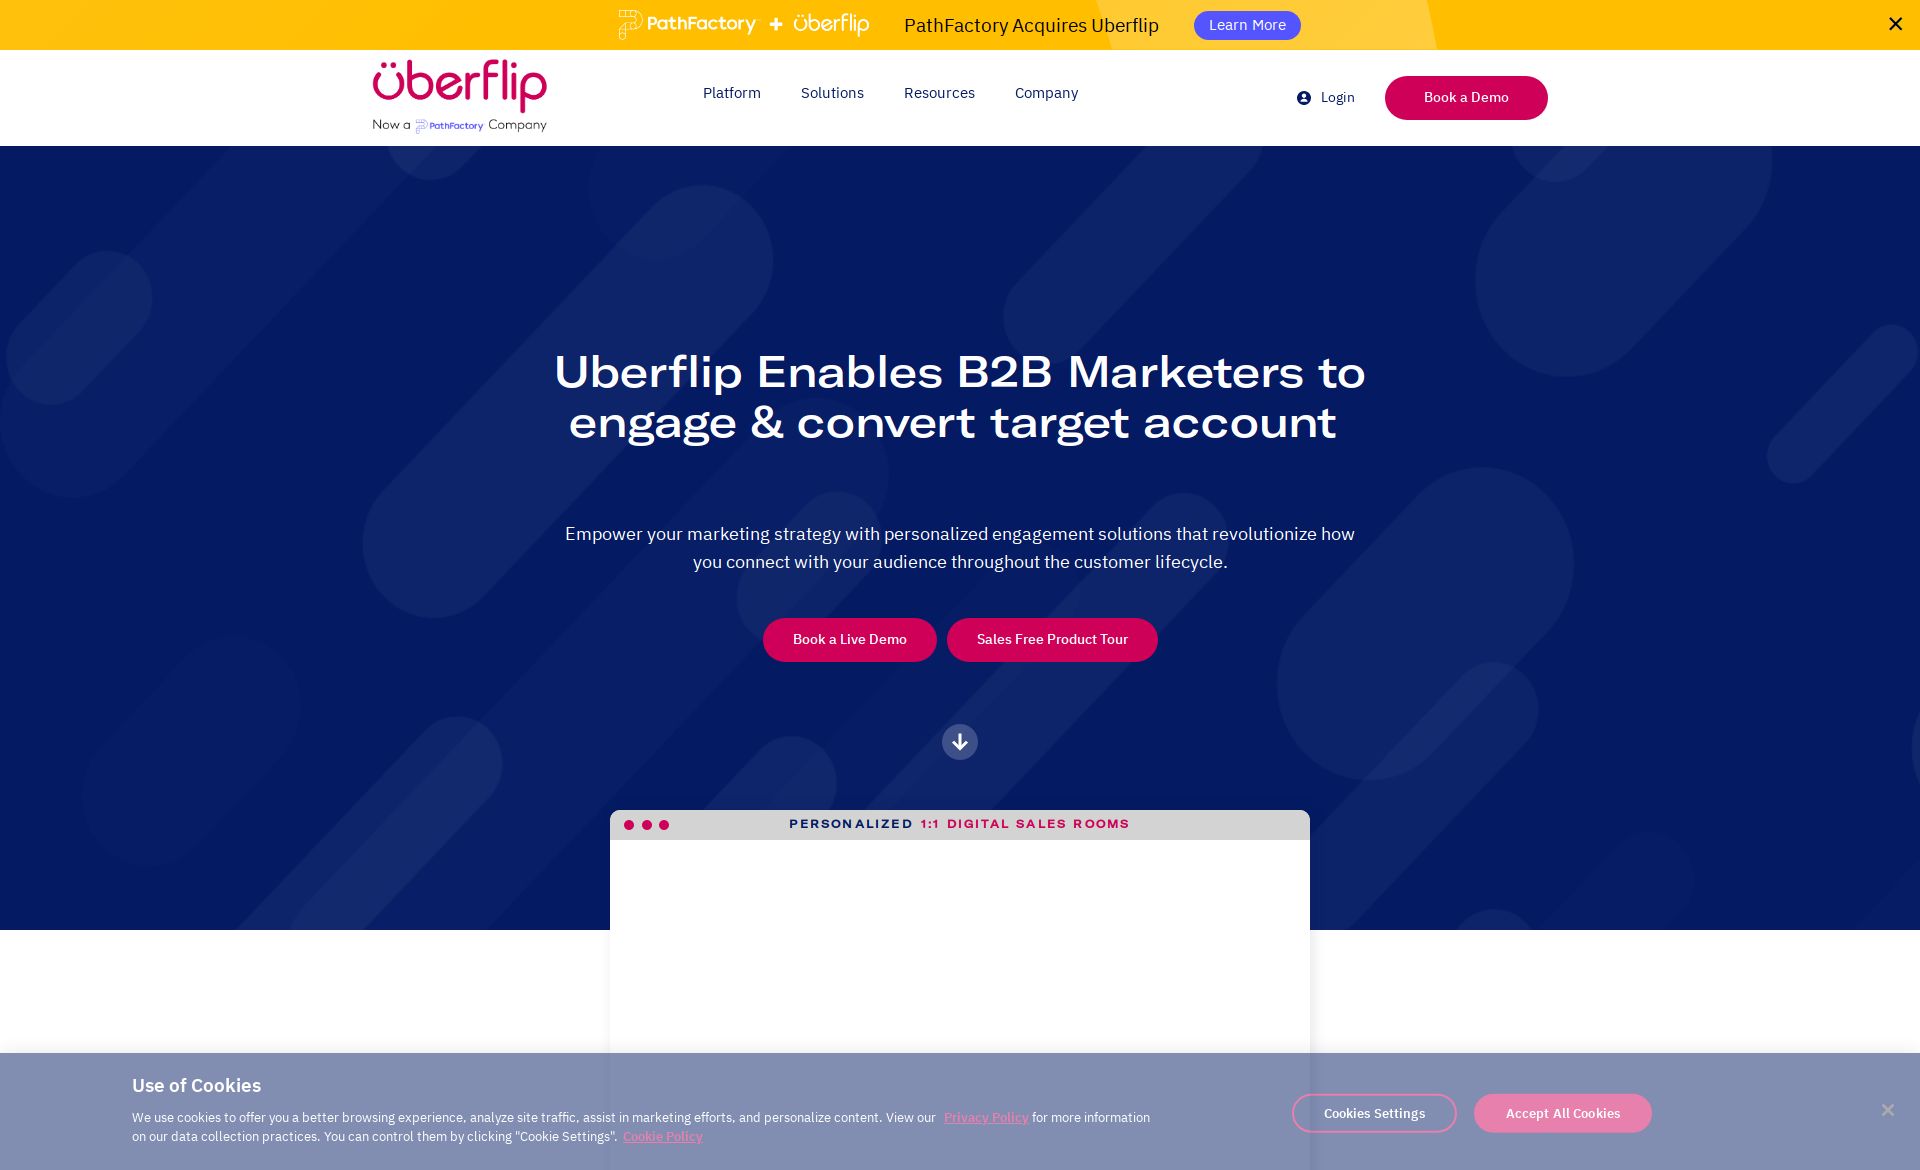 PathFactory + überflip
PathFactory Acquires Uberflip
Learn More
überflip
Now a PathFactory Company
Platform
Solutions
Resources
Company
Login
Book a Demo
Uberflip Enables B2B Marketers to
engage & convert target account
Empower your marketing strategy with personalized engagement solutions that revolutionize how
you connect with your audience throughout the customer lifecycle.
Book a Live Demo
Sales Free Product Tour
PERSONALIZED 1:1 DIGITAL SALES ROOMS
Use of Cookies
We use cookies to offer you a better browsing experience, analyze site traffic, assist in marketing efforts, and personalize content. View our Privacy Policy for more information
on our data collection practices. You can control them by clicking "Cookie Settings". Cookie Policy
Cookies Settings
Accept All Cookies